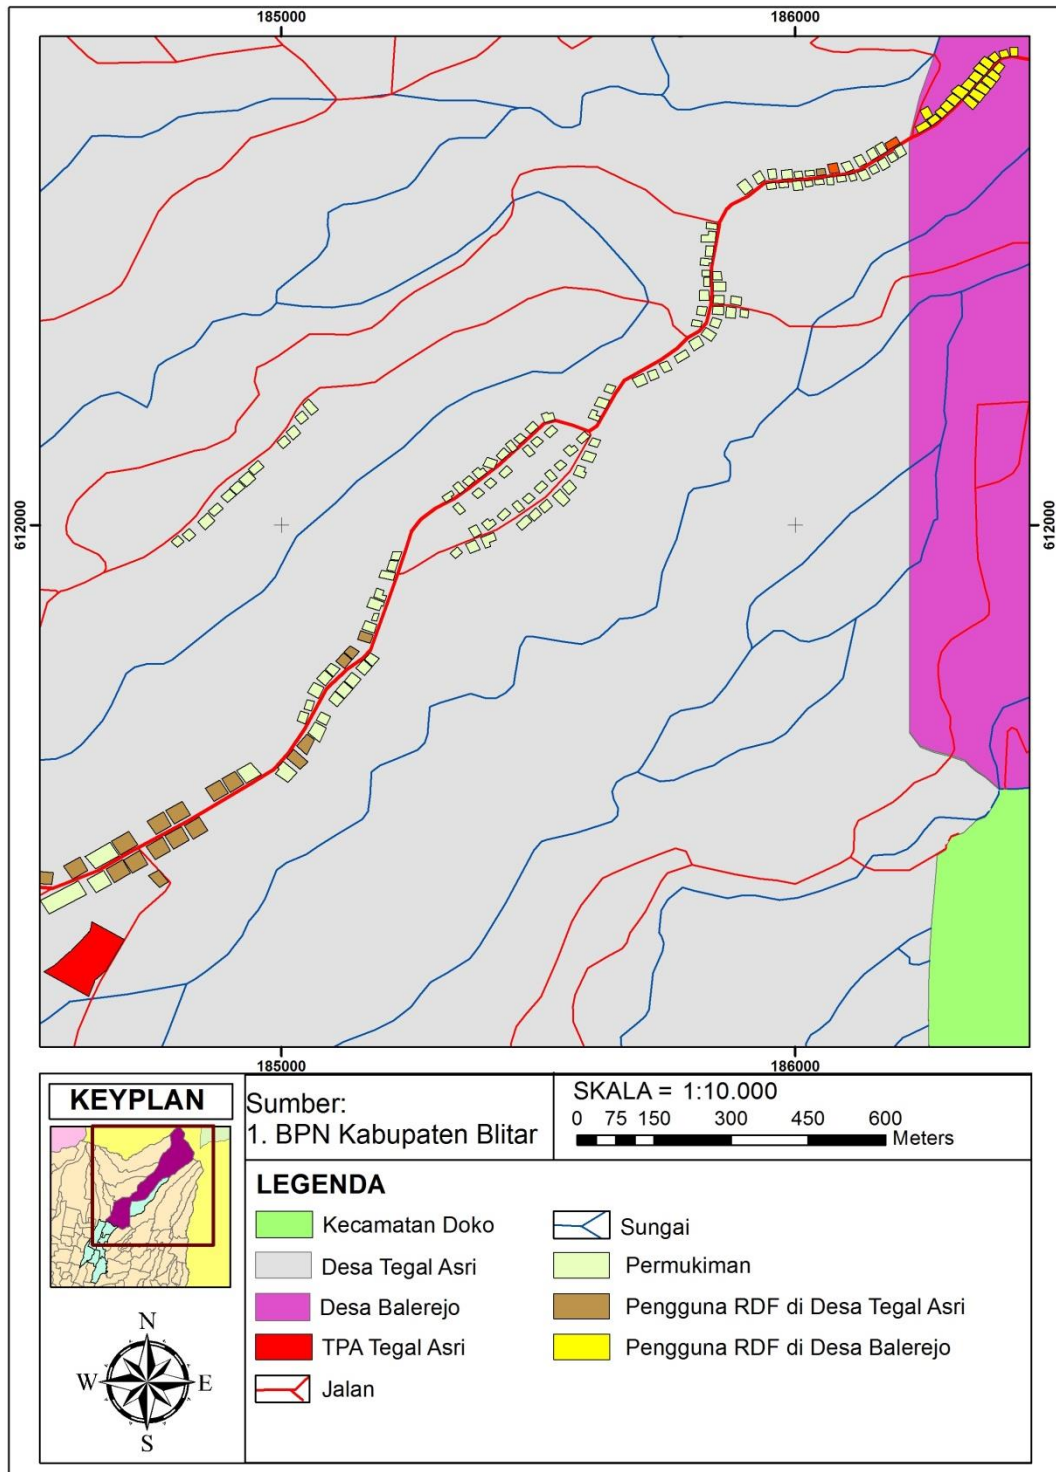 185000
186000
612000
612000
185000
186000
KEYPLAN
Sumber:
1. BPN Kabupaten Blitar
SKALA = 1:10.000
0 75 150 300 450 600
Meters
LEGENDA
Kecamatan Doko
Desa Tegal Asri
Desa Balerejo
TPA Tegal Asri
Jalan
Sungai
Permukiman
Pengguna RDF di Desa Tegal Asri
Pengguna RDF di Desa Balerejo
N
W
E
S